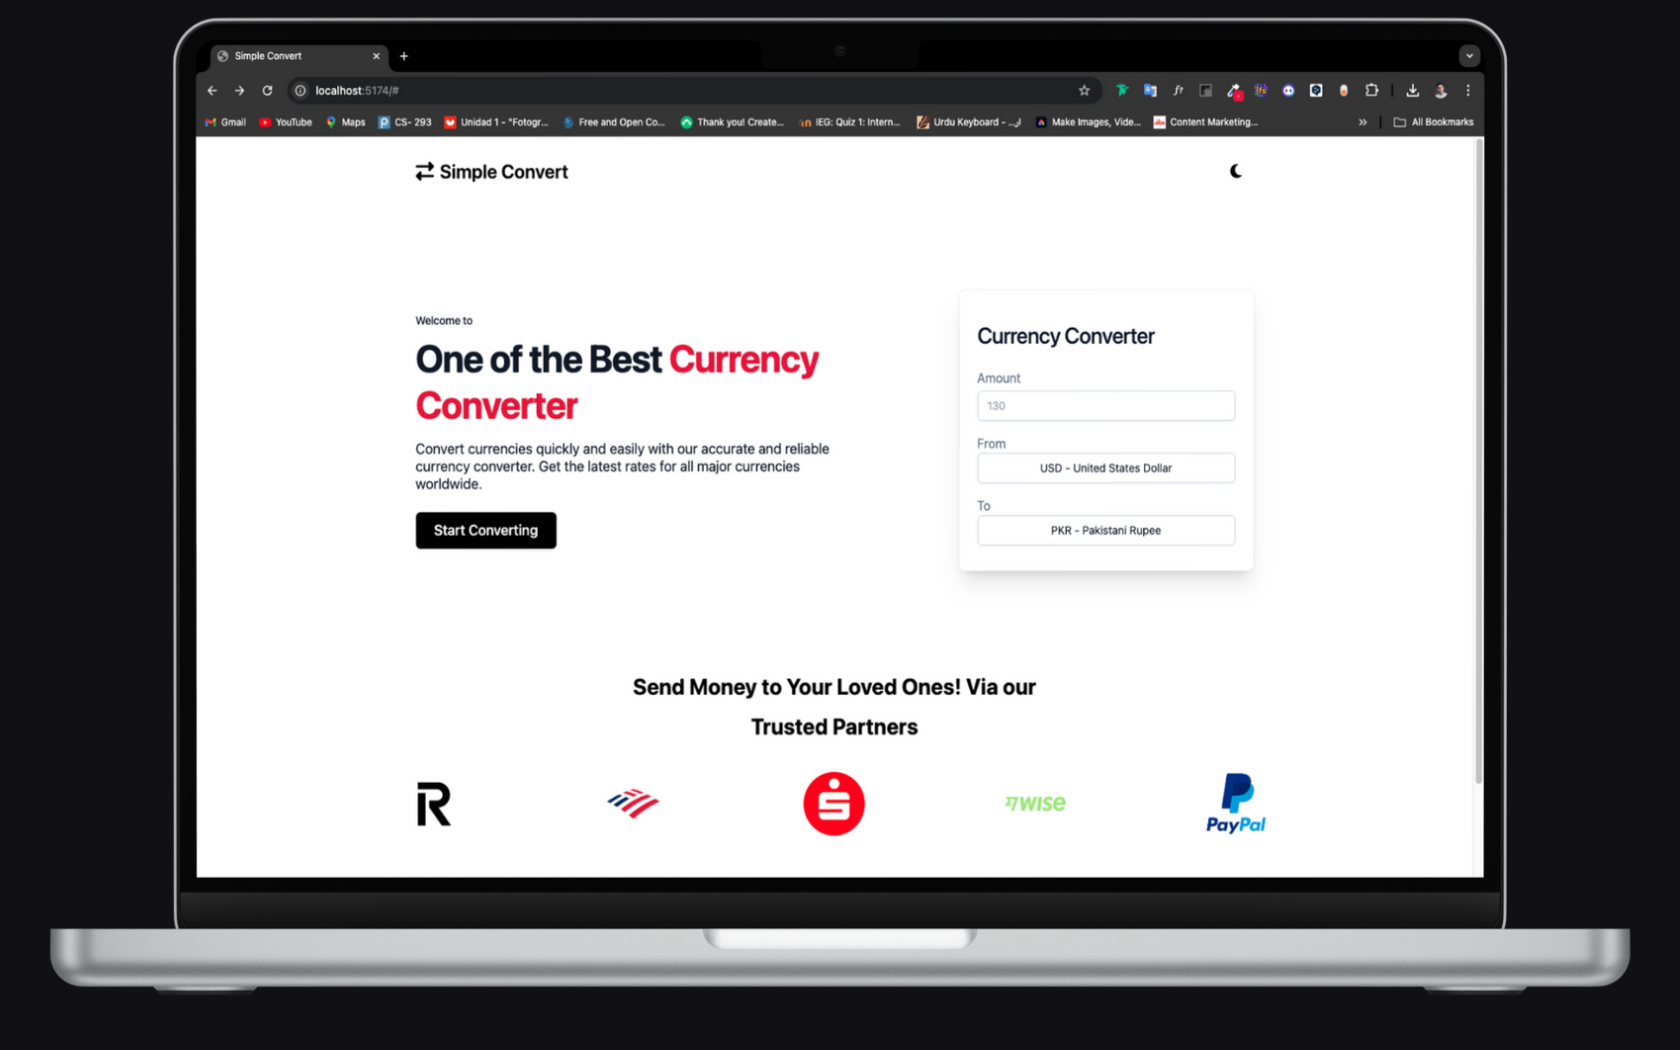 Simple Convert
localhost:5174/#
Gmail
YouTube
Maps
CS- 293
Unidad 1 - "Fotogr...
Free and Open Co...
Thank you! Create...
IEG: Quiz 1: Intern...
Urdu Keyboard - ...
Make Images, Vide...
Content Marketing...
All Bookmarks
Simple Convert
Welcome to
One of the Best Currency
Converter
Convert currencies quickly and easily with our accurate and reliable
currency converter. Get the latest rates for all major currencies
worldwide.
Start Converting
Currency Converter
Amount
130
From
USD - United States Dollar
To
PKR - Pakistani Rupee
Send Money to Your Loved Ones! Via our
Trusted Partners
R
S
WISE
PayPal